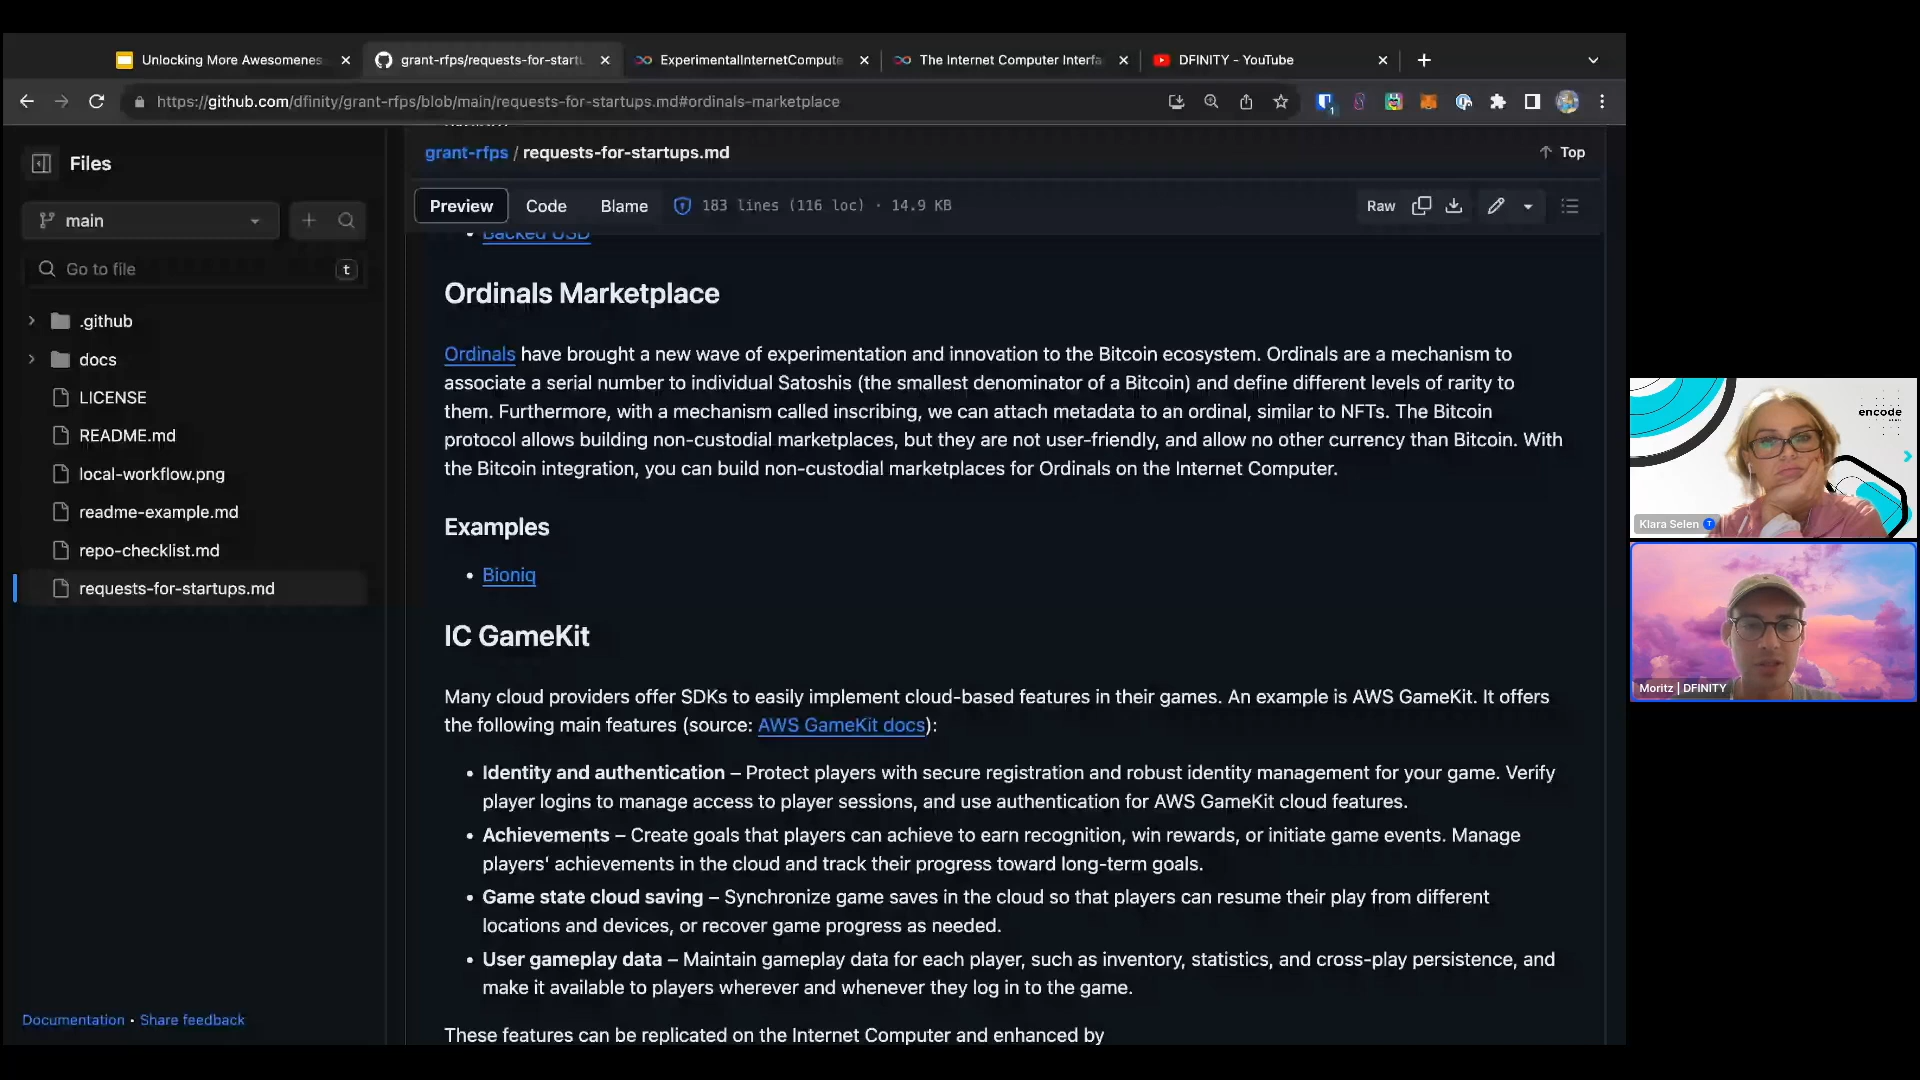 Unlocking More Awesomenes
grant-rfps/requests-for-startu
ExperimentalInternetCompute
The Internet Computer Interfa
DFINITY - YouTube
https://github.com/dfinity/grant-rfps/blob/main/requests-for-startups.md#ordinals-marketplace
1
Files
grant-rfps / requests-for-startups.md
Top
main
Preview
Code
Blame
183 lines (116 loc) · 14.9 KB
Raw
Go to file
t
.github
docs
LICENSE
README.md
local-workflow.png
readme-example.md
repo-checklist.md
requests-for-startups.md
Documentation • Share feedback
• Backed USD
Ordinals Marketplace
Ordinals have brought a new wave of experimentation and innovation to the Bitcoin ecosystem. Ordinals are a mechanism to
associate a serial number to individual Satoshis (the smallest denominator of a Bitcoin) and define different levels of rarity to
them. Furthermore, with a mechanism called inscribing, we can attach metadata to an ordinal, similar to NFTs. The Bitcoin
protocol allows building non-custodial marketplaces, but they are not user-friendly, and allow no other currency than Bitcoin. With
the Bitcoin integration, you can build non-custodial marketplaces for Ordinals on the Internet Computer.
Examples
• Bioniq
IC GameKit
Many cloud providers offer SDKs to easily implement cloud-based features in their games. An example is AWS GameKit. It offers
the following main features (source: AWS GameKit docs):
• Identity and authentication – Protect players with secure registration and robust identity management for your game. Verify
player logins to manage access to player sessions, and use authentication for AWS GameKit cloud features.
• Achievements – Create goals that players can achieve to earn recognition, win rewards, or initiate game events. Manage
players' achievements in the cloud and track their progress toward long-term goals.
• Game state cloud saving – Synchronize game saves in the cloud so that players can resume their play from different
locations and devices, or recover game progress as needed.
• User gameplay data – Maintain gameplay data for each player, such as inventory, statistics, and cross-play persistence, and
make it available to players wherever and whenever they log in to the game.
These features can be replicated on the Internet Computer and enhanced by
encode
Klara Selen
Moritz | DFINITY